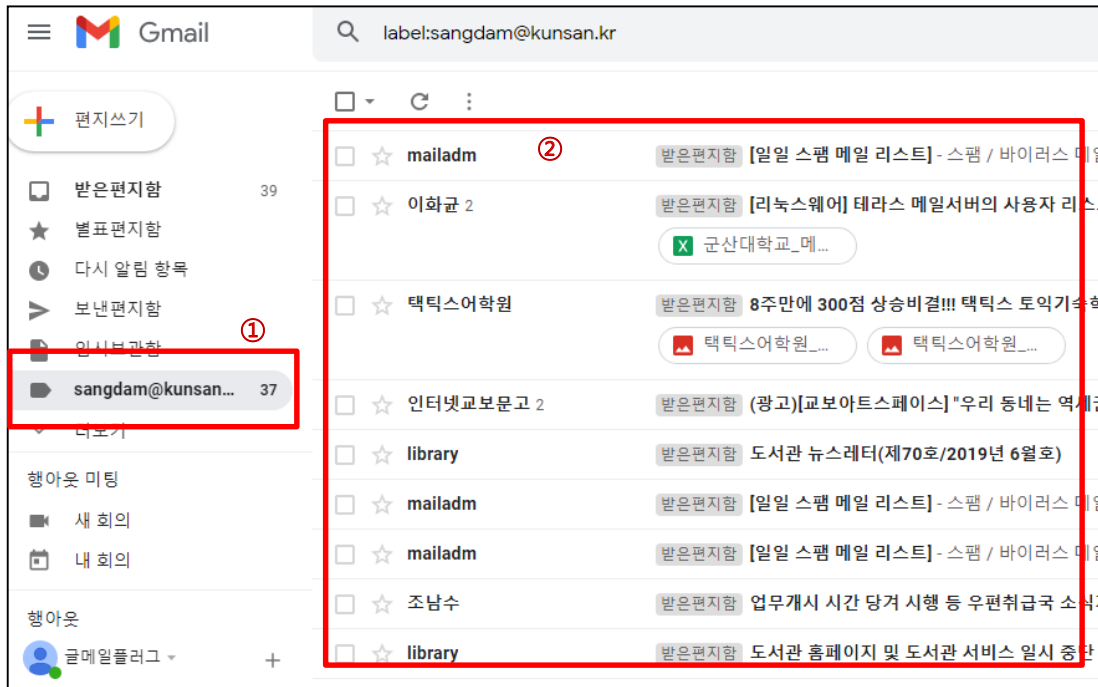 Gmail
label:sangdam@kunsan.kr
편지쓰기
받은편지함 39
별표편지함
다시 알림 항목
보낸편지함
①
임시보관함
sangdam@kunsan... 37
더보기
행아웃 미팅
새 회의
내 회의
행아웃
글메일플러그
②
mailadm 받은편지함 [일일 스팸 메일 리스트] - 스팸 / 바이러스 메일
이화균 2 받은편지함 [리눅스웨어] 테라스 메일서버의 사용자 리스
군산대학교_메...
택틱스어학원 받은편지함 8주만에 300점 상승비결!!! 택틱스 토익기숙학
택틱스어학원_... 택틱스어학원_...
인터넷교보문고 2 받은편지함 (광고)[교보아트스페이스] "우리 동네는 역세권
library 받은편지함 도서관 뉴스레터(제70호/2019년 6월호)
mailadm 받은편지함 [일일 스팸 메일 리스트] - 스팸 / 바이러스 메일
mailadm 받은편지함 [일일 스팸 메일 리스트] - 스팸 / 바이러스 메일
조남수 받은편지함 업무개시 시간 당겨 시행 등 우편취급국 소식
library 받은편지함 도서관 홈페이지 및 도서관 서비스 일시 중단